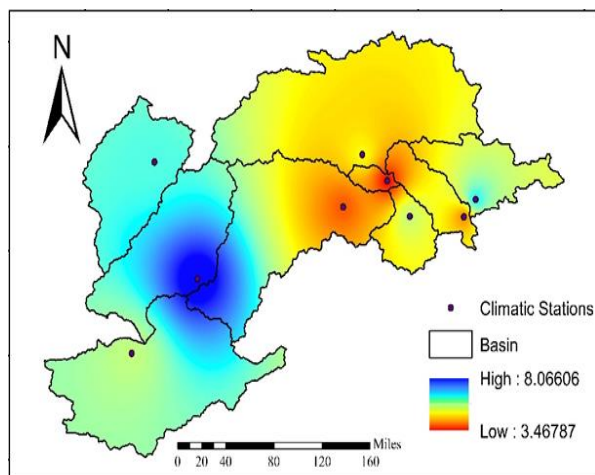 N
Climatic Stations
Basin
High : 8.06606
Low : 3.46787
Miles
0 20 40 80 120 160